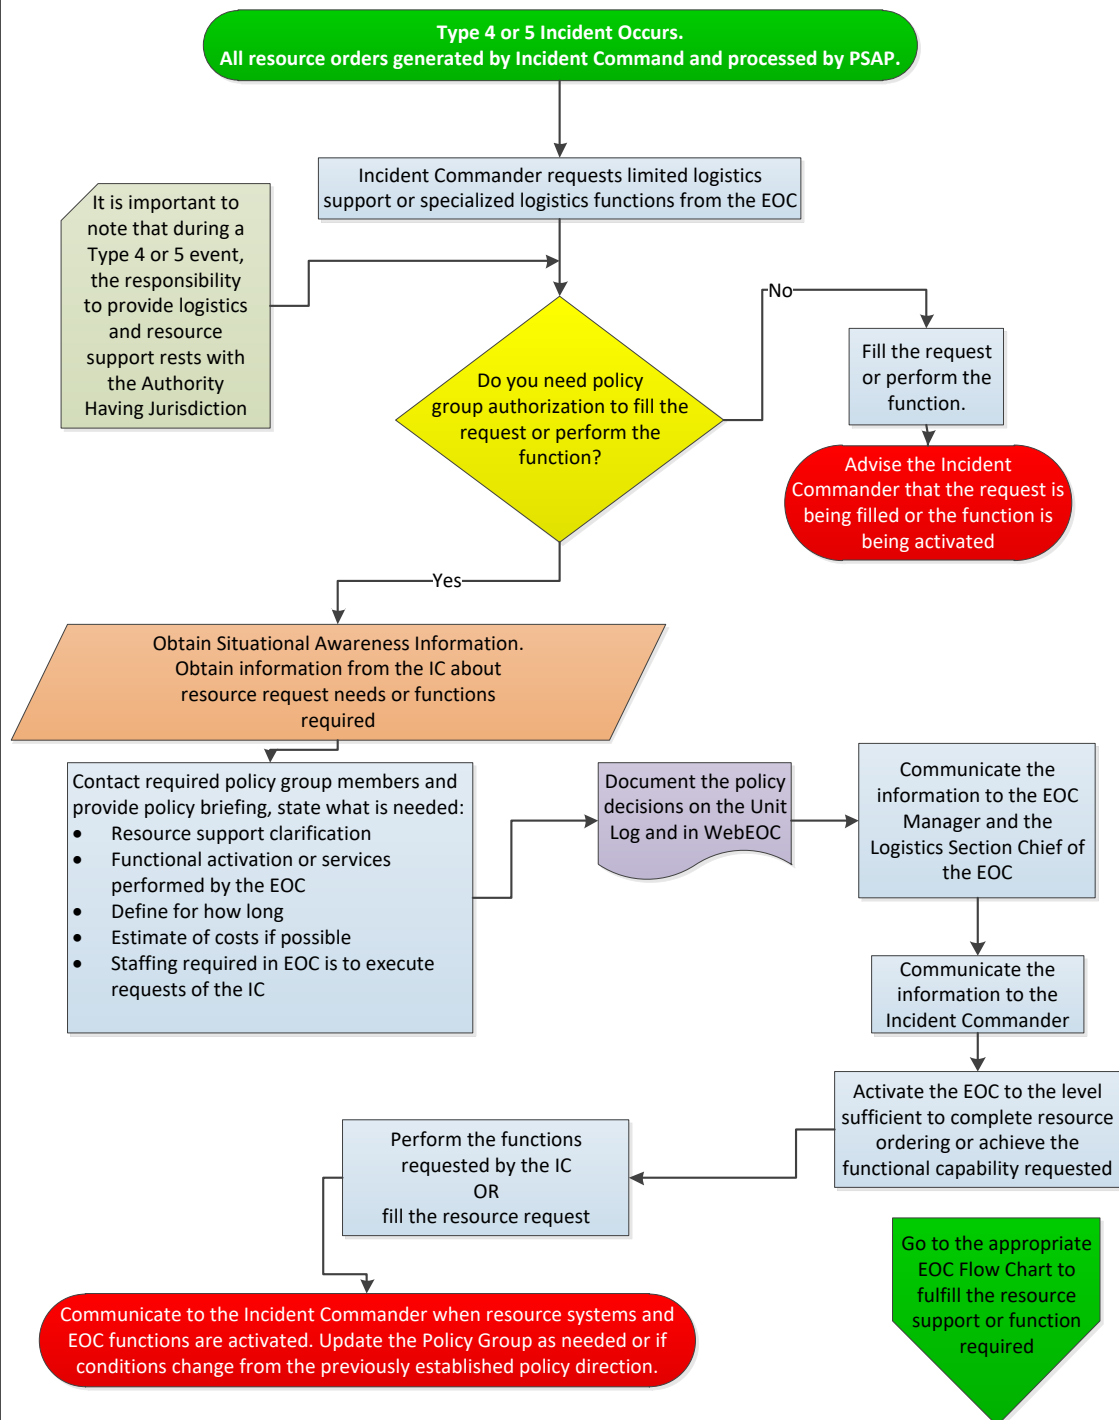 Type 4 or 5 Incident Occurs.
All resource orders generated by Incident Command and processed by PSAP.
Incident Commander requests limited logistics
support or specialized logistics functions from the EOC
It is important to
note that during a
Type 4 or 5 event,
the responsibility
to provide logistics
and resource
support rests with
the Authority
Having Jurisdiction
Do you need policy
group authorization to fill the
request or perform the
function?
No
Fill the request
or perform the
function.
Advise the Incident
Commander that the request is
being filled or the function is
being activated
Yes
Obtain Situational Awareness Information.
Obtain information from the IC about
resource request needs or functions
required
Contact required policy group members and
provide policy briefing, state what is needed:
• Resource support clarification
• Functional activation or services
performed by the EOC
• Define for how long
• Estimate of costs if possible
• Staffing required in EOC is to execute
requests of the IC
Document the policy
decisions on the Unit
Log and in WebEOC
Communicate the
information to the EOC
Manager and the
Logistics Section Chief of
the EOC
Communicate the
information to the
Incident Commander
Activate the EOC to the level
sufficient to complete resource
ordering or achieve the
functional capability requested
Perform the functions
requested by the IC
OR
fill the resource request
Communicate to the Incident Commander when resource systems and
EOC functions are activated. Update the Policy Group as needed or if
conditions change from the previously established policy direction.
Go to the appropriate
EOC Flow Chart to
fulfill the resource
support or function
required